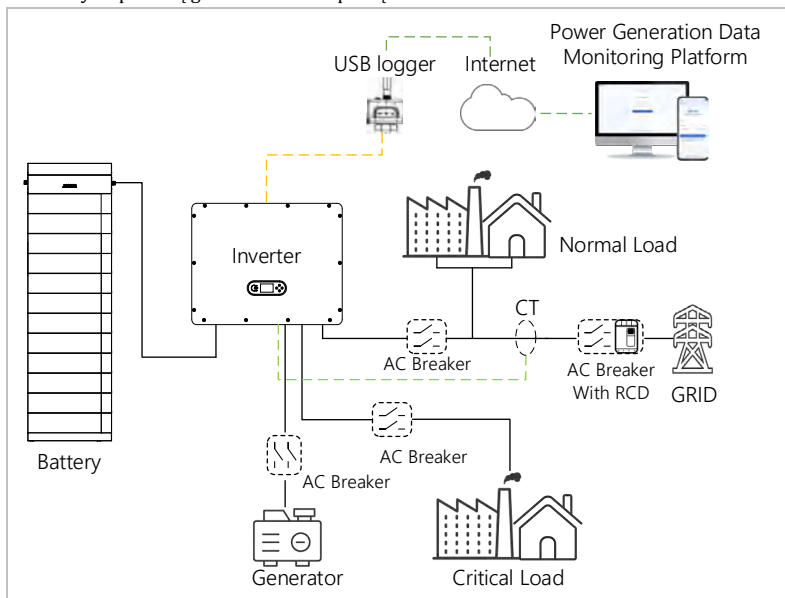 Power Generation Data
Monitoring Platform
USB logger
Internet
Inverter
Normal Load
CT
AC Breaker
AC Breaker
With RCD
GRID
Battery
AC Breaker
AC Breaker
Generator
Critical Load